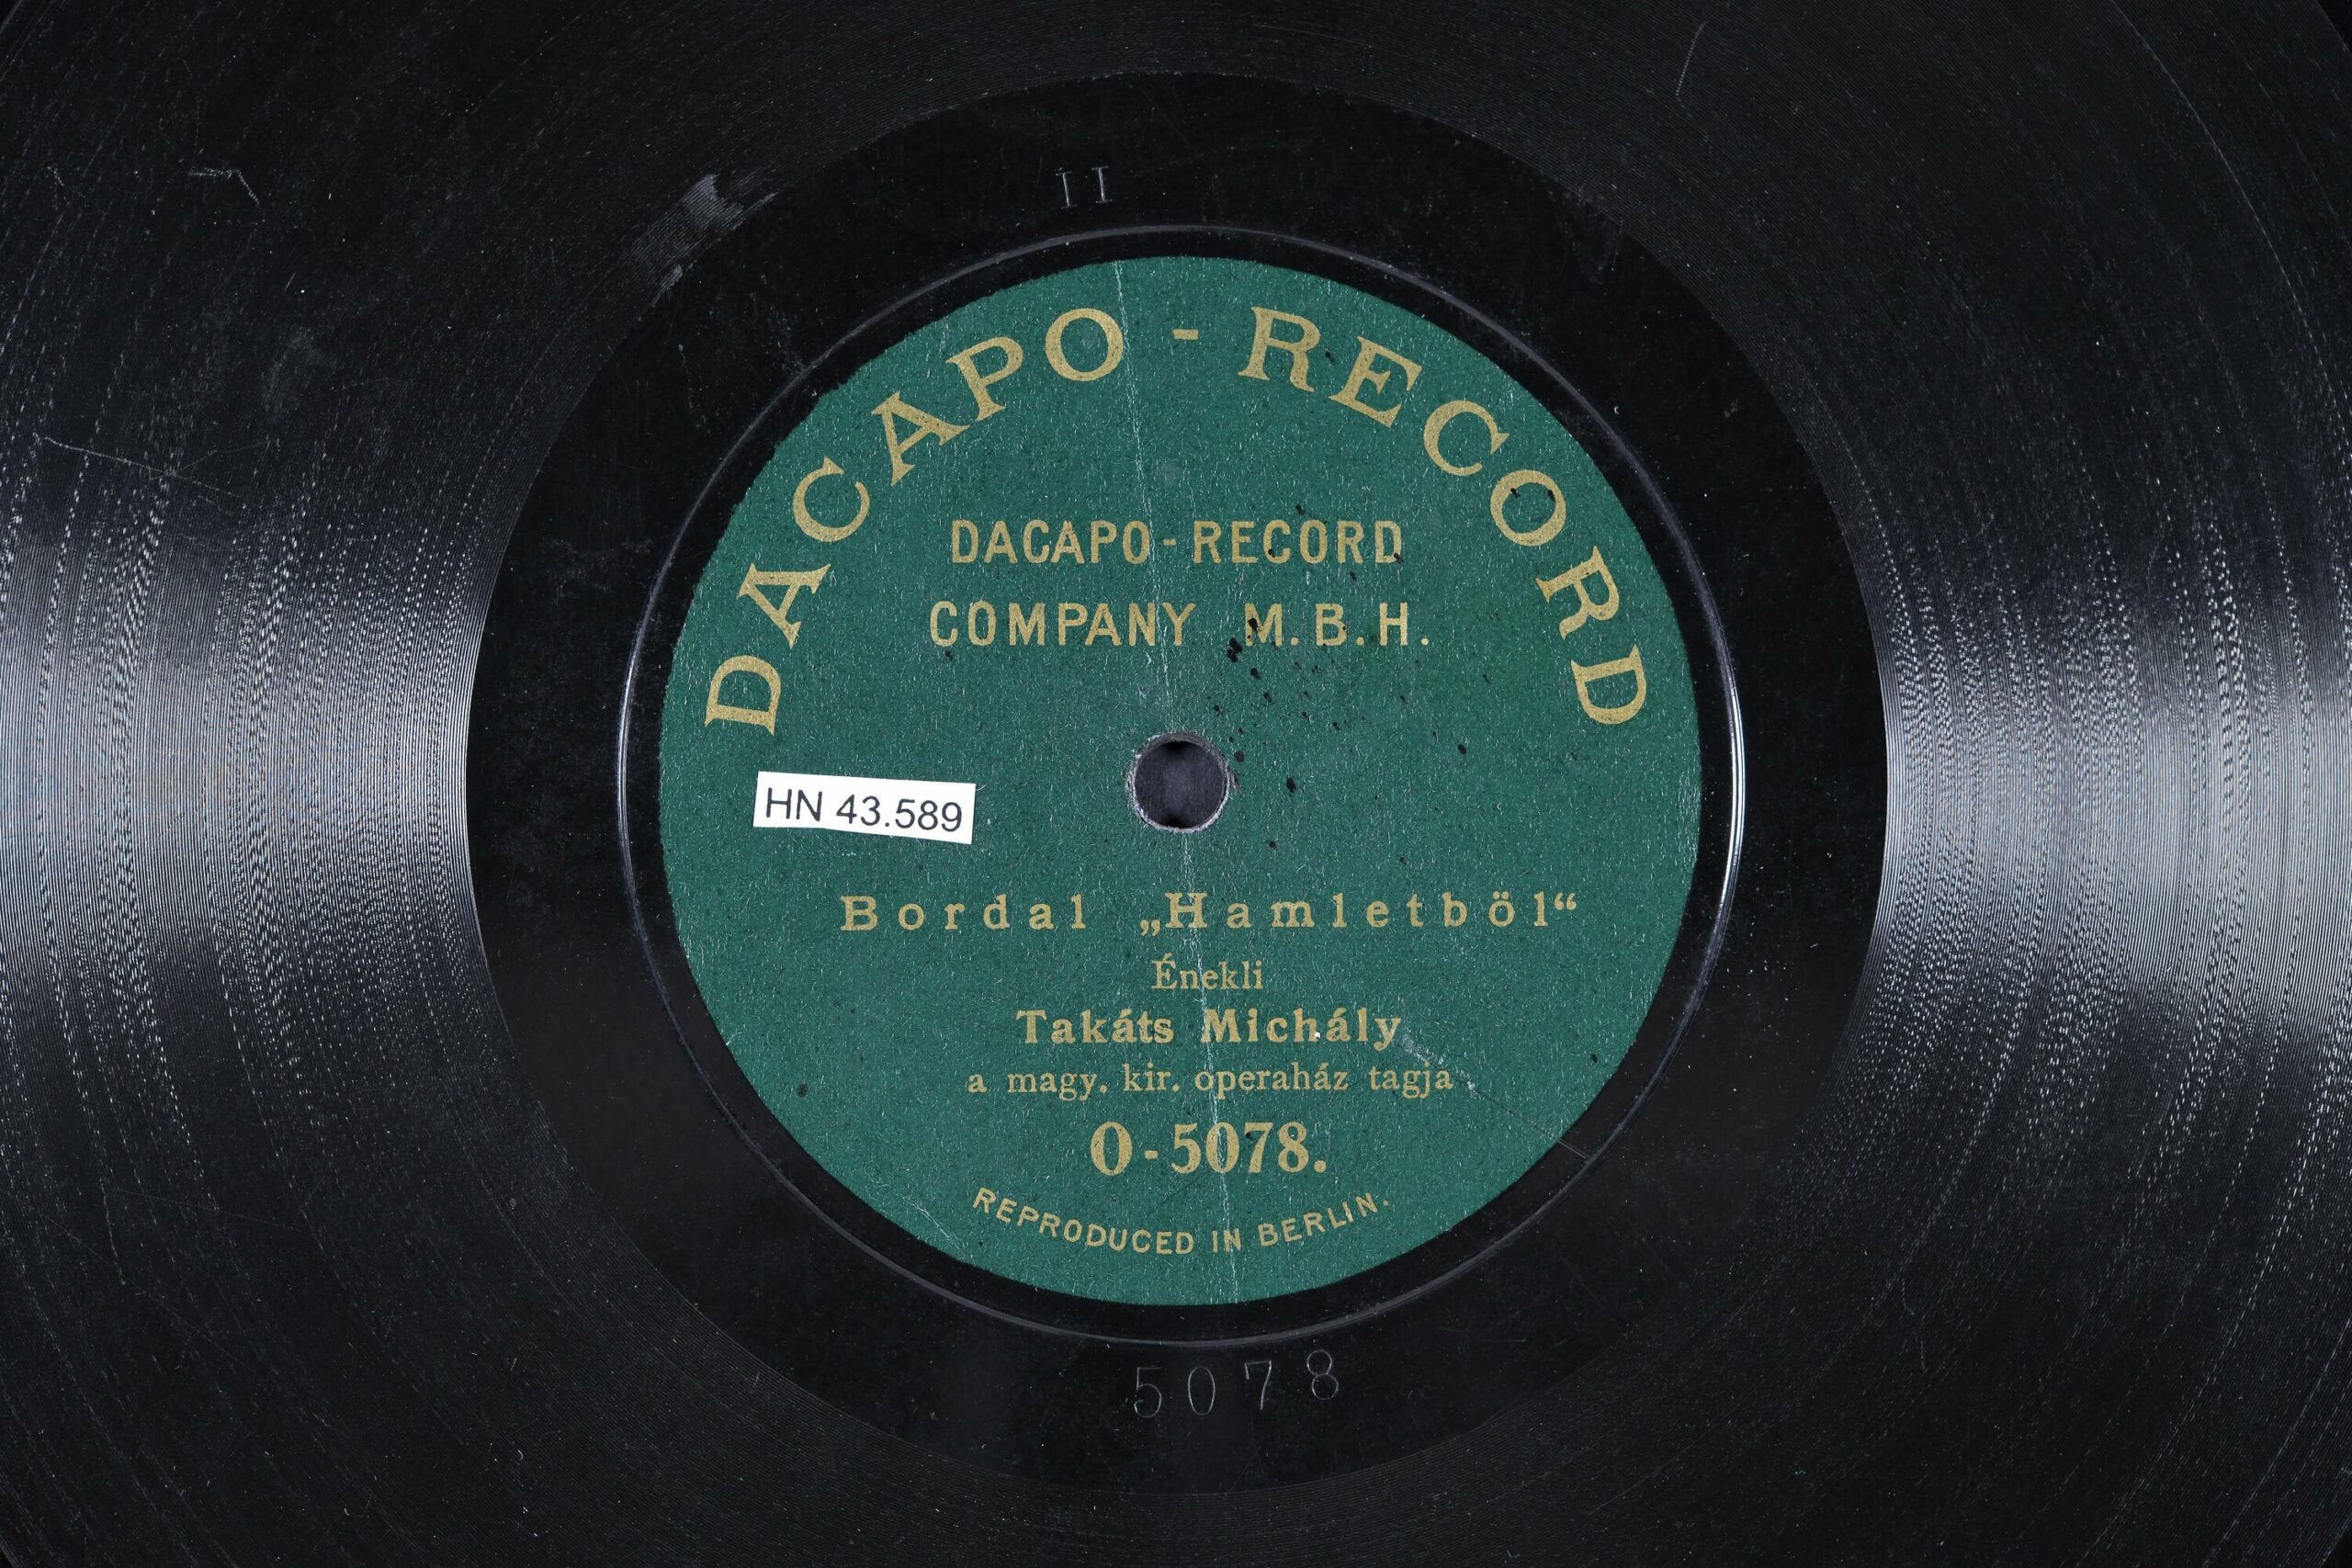 II
DACAPO - RECORD
DACAPO - RECORD
COMPANY M. B. H.
HN 43.589
Bordal „Hamletböl“
Énekli
Takáts Michály
a magy. kir. operaház tagja
O-5078.
REPRODUCED IN BERLIN.
5078